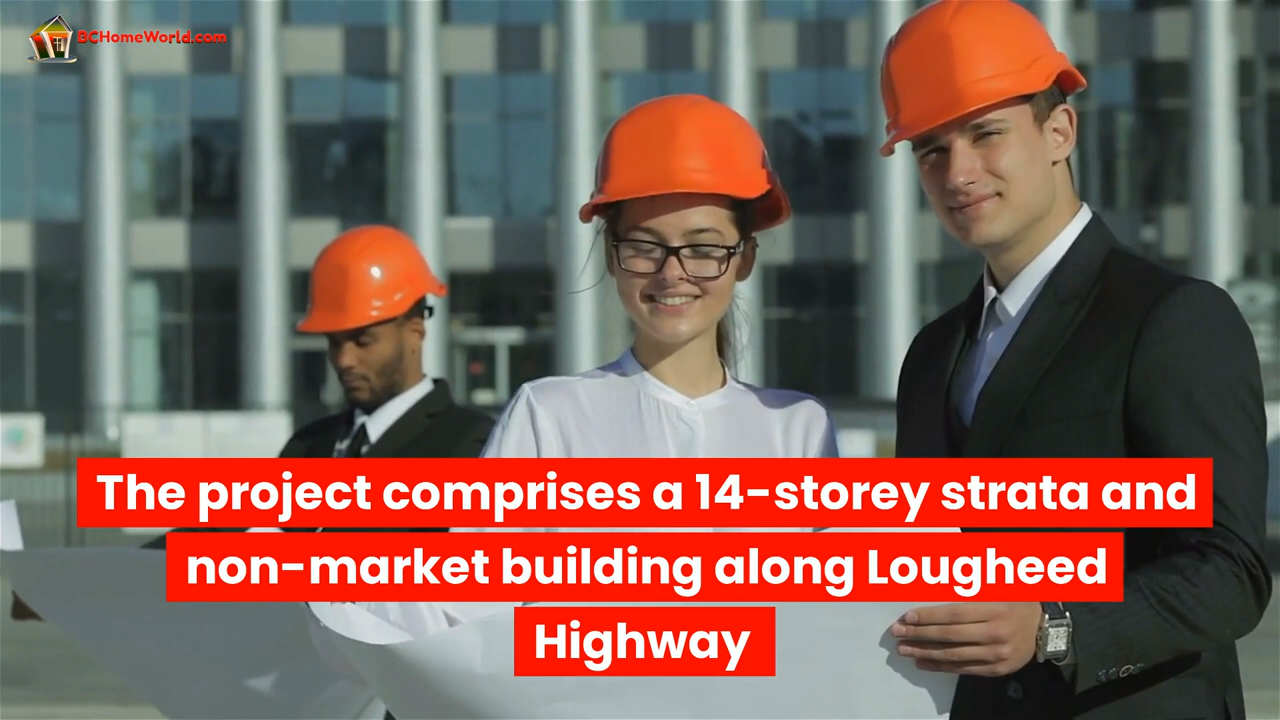 BCHomeWorld.com
The project comprises a 14-storey strata and
non-market building along Lougheed
Highway